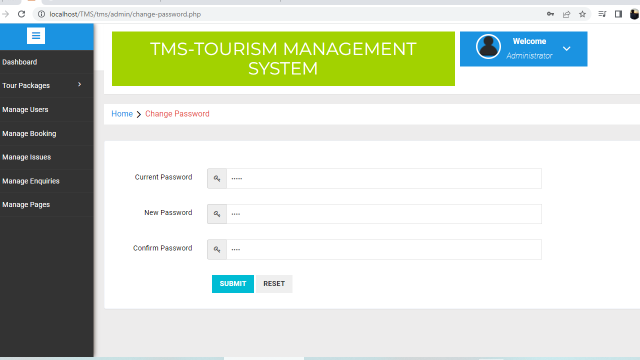 localhost/TMS/tms/admin/change-password.php
TMS-TOURISM MANAGEMENT
SYSTEM
Welcome
Administrator
Dashboard
Tour Packages
Manage Users
Manage Booking
Manage Issues
Manage Enquiries
Manage Pages
Home > Change Password
Current Password
New Password
Confirm Password
SUBMIT RESET